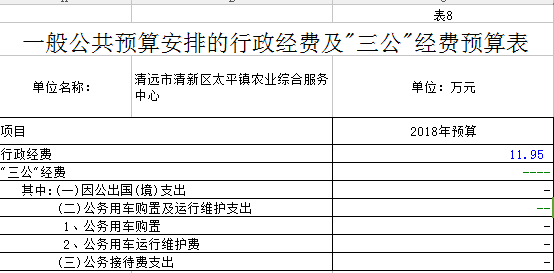 表8
一般公共预算安排的行政经费及"三公"经费预算表
单位名称: 清远市清新区太平镇农业综合服务中心 单位：万元
项目 2018年预算
行政经费 11.95
"三公"经费 ----
其中:(一)因公出国(境)支出 -
(二)公务用车购置及运行维护支出 --
1、公务用车购置 -
2、公务用车运行维护费 -
(三)公务接待费支出 -